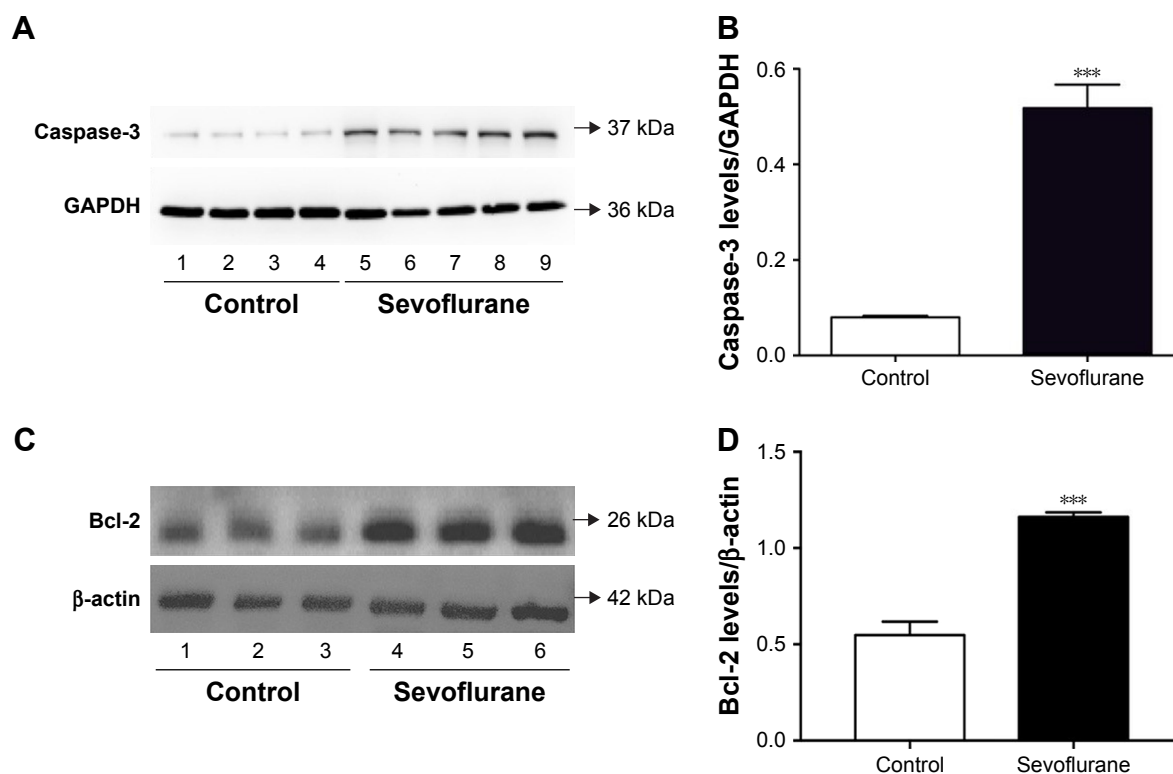 A
Caspase-3
→ 37 kDa
GAPDH
→ 36 kDa
1 2 3 4 5 6 7 8 9
Control Sevoflurane
B
Caspase-3 levels/GAPDH
0.6
0.4
0.2
0.0
***
Control Sevoflurane
C
Bcl-2
→ 26 kDa
β-actin
→ 42 kDa
1 2 3 4 5 6
Control Sevoflurane
D
Bcl-2 levels/β-actin
1.5
1.0
0.5
0.0
***
Control Sevoflurane